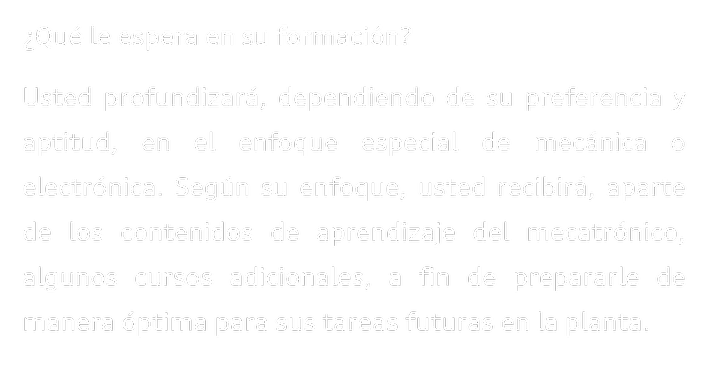 ¿Qué le espera en su formación?
Usted profundizará, dependiendo de su preferencia y
aptitud, en el enfoque especial de mecánica o
electrónica. Según su enfoque, usted recibirá, aparte
de los contenidos de aprendizaje del mecatrónico,
algunos cursos adicionales, a fin de prepararle de
manera óptima para sus tareas futuras en la planta.